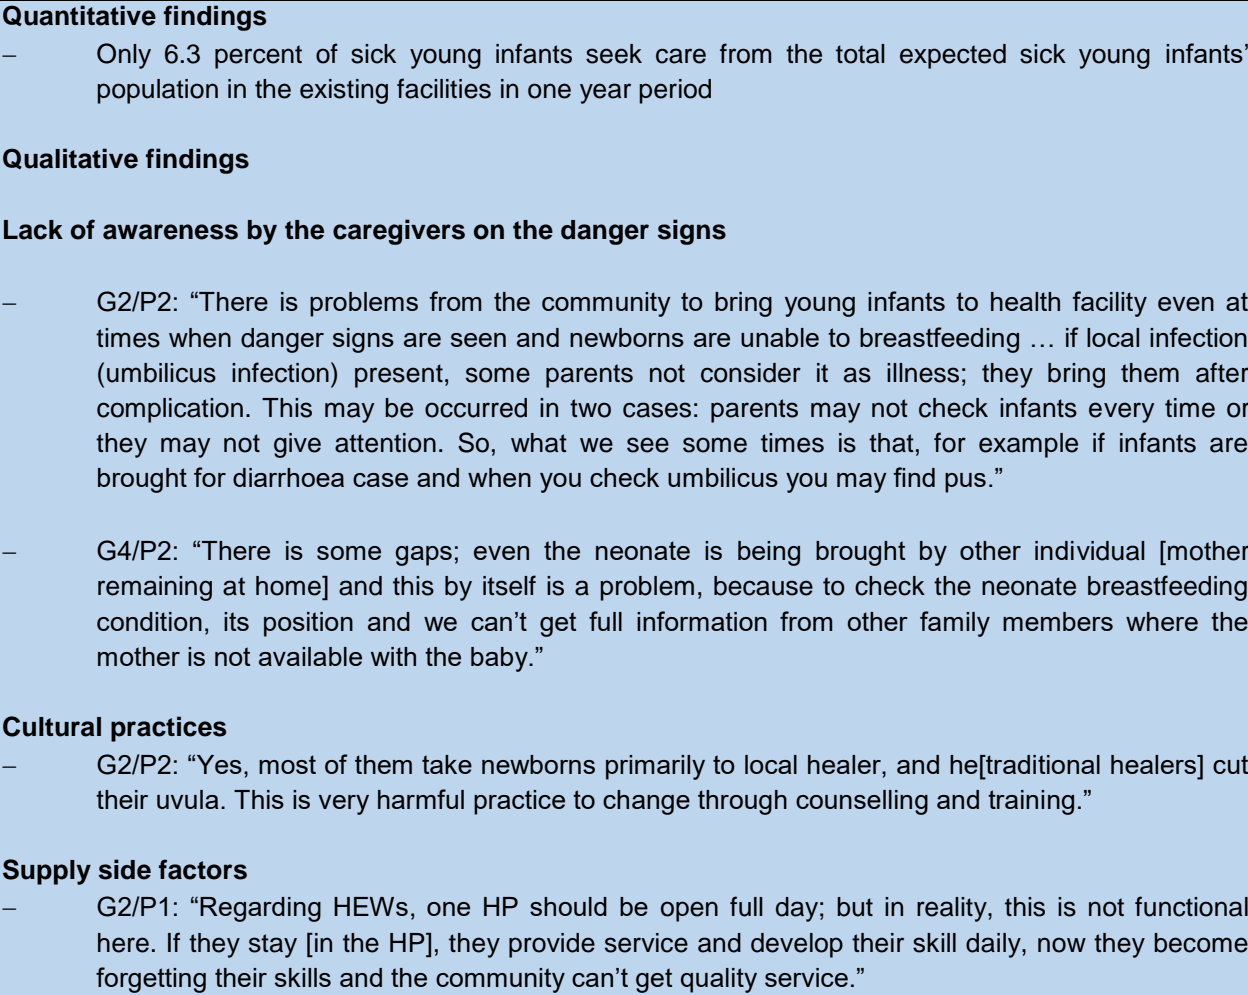 Quantitative findings
– Only 6.3 percent of sick young infants seek care from the total expected sick young infants’
population in the existing facilities in one year period
Qualitative findings
Lack of awareness by the caregivers on the danger signs
– G2/P2: “There is problems from the community to bring young infants to health facility even at
times when danger signs are seen and newborns are unable to breastfeeding … if local infection
(umbilicus infection) present, some parents not consider it as illness; they bring them after
complication. This may be occurred in two cases: parents may not check infants every time or
they may not give attention. So, what we see some times is that, for example if infants are
brought for diarrhoea case and when you check umbilicus you may find pus.”
– G4/P2: “There is some gaps; even the neonate is being brought by other individual [mother
remaining at home] and this by itself is a problem, because to check the neonate breastfeeding
condition, its position and we can’t get full information from other family members where the
mother is not available with the baby.”
Cultural practices
– G2/P2: “Yes, most of them take newborns primarily to local healer, and he[traditional healers] cut
their uvula. This is very harmful practice to change through counselling and training.”
Supply side factors
– G2/P1: “Regarding HEWs, one HP should be open full day; but in reality, this is not functional
here. If they stay [in the HP], they provide service and develop their skill daily, now they become
forgetting their skills and the community can’t get quality service.”